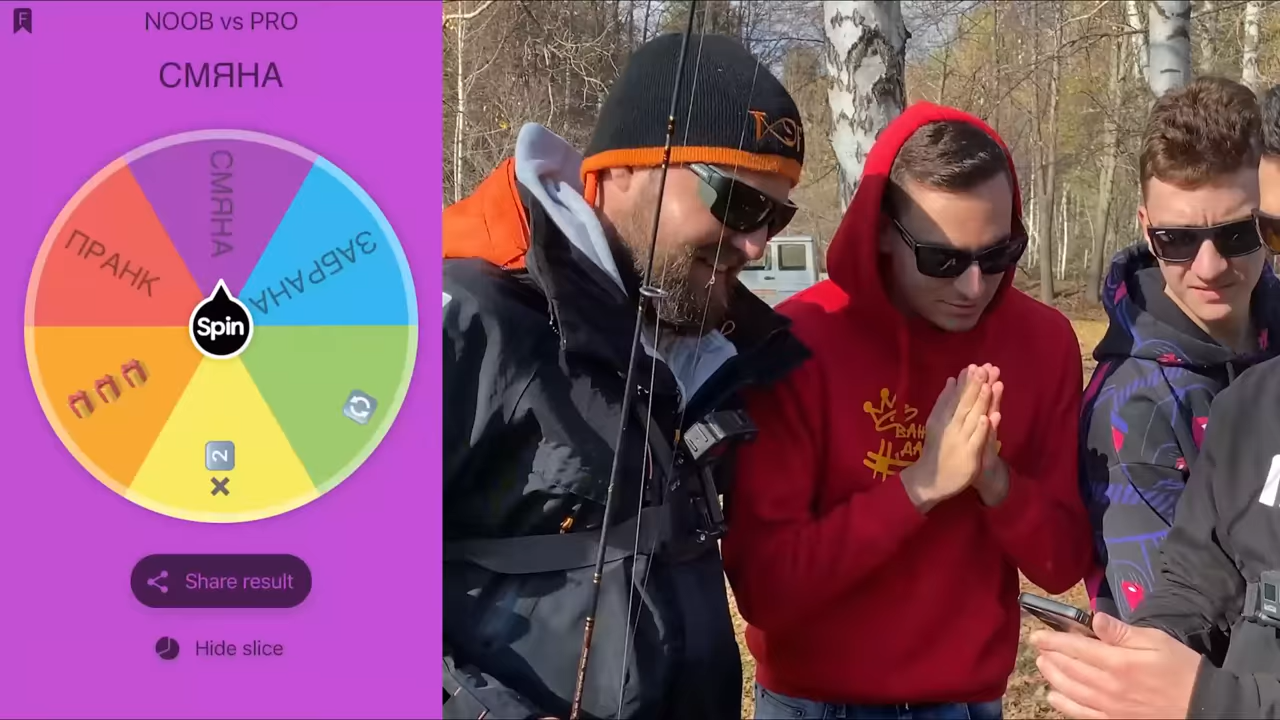 F
NOOB vs PRO
СМЯНА
СМЯНА
ЗАБРАНА
ПРАНК
Spin
2
Share result
Hide slice